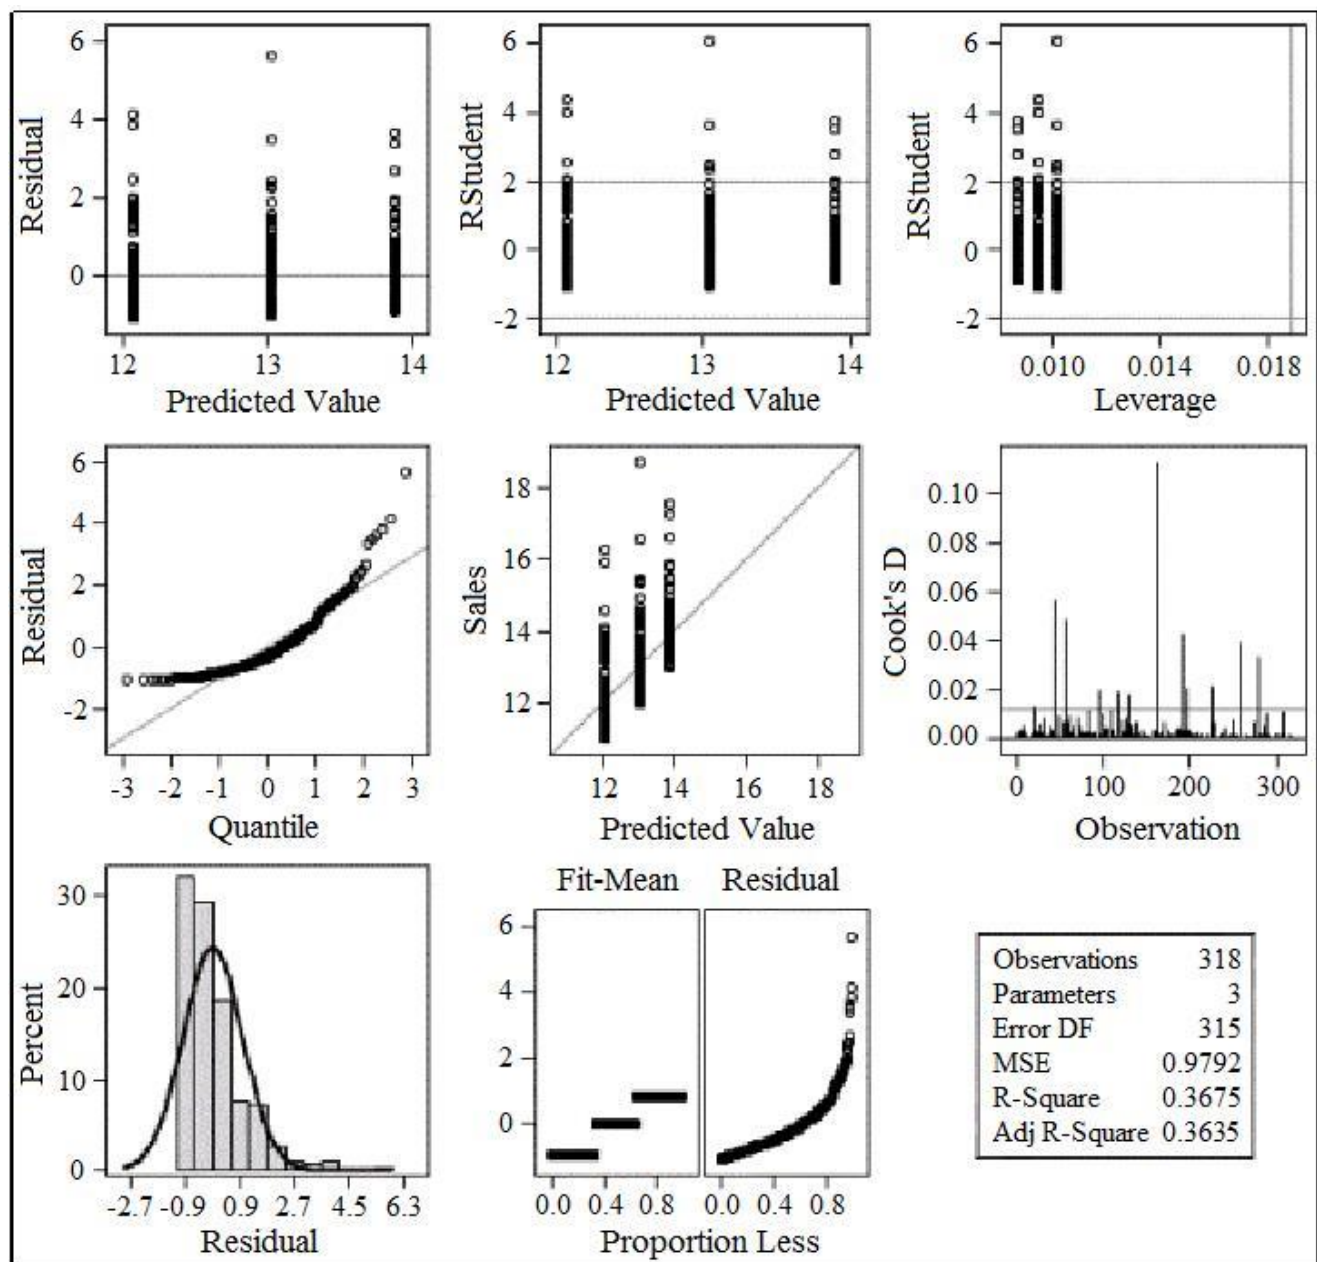 6
4
2
0
Residual
12 13 14
Predicted Value
6
4
2
0
-2
RStudent
12 13 14
Predicted Value
6
4
2
0
-2
RStudent
0.010 0.014 0.018
Leverage
6
4
2
0
-2
Residual
-3 -2 -1 0 1 2 3
Quantile
18
16
14
12
Sales
12 14 16 18
Predicted Value
0.10
0.08
0.06
0.04
0.02
0.00
Cook's D
0 100 200 300
Observation
30
20
10
0
Percent
-2.7 -0.9 0.9 2.7 4.5 6.3
Residual
Fit-Mean Residual
6
4
2
0
0.0 0.4 0.8 0.0 0.4 0.8
Proportion Less
Observations 318
Parameters 3
Error DF 315
MSE 0.9792
R-Square 0.3675
Adj R-Square 0.3635